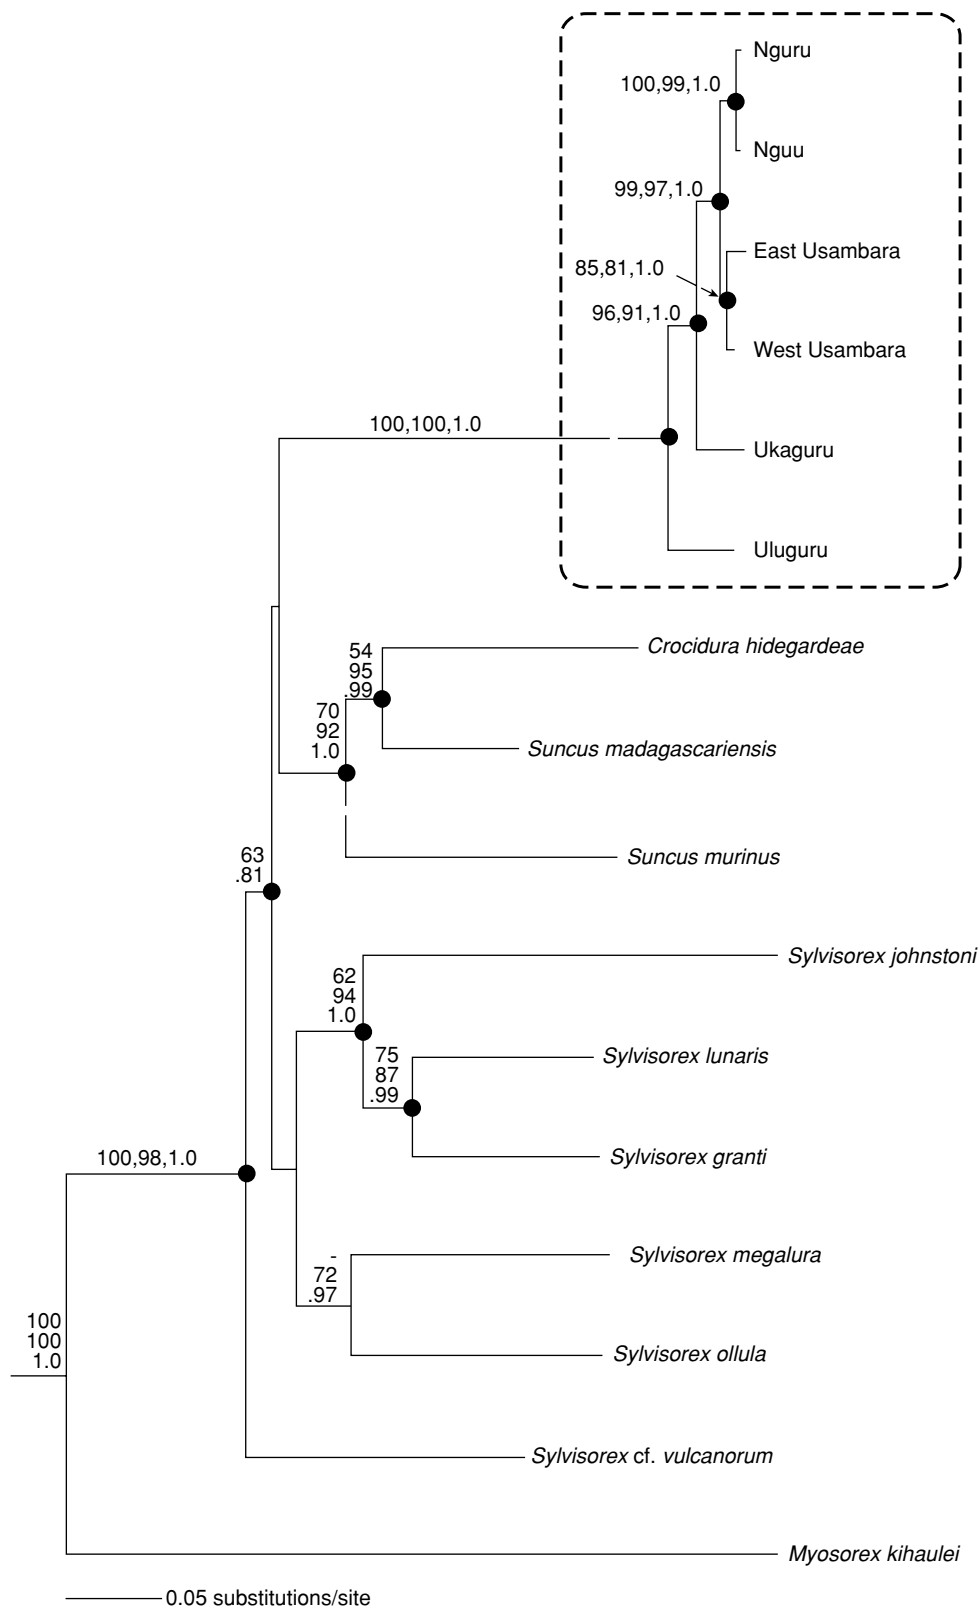 Nguru
100,99,1.0
Nguu
99,97,1.0
East Usambara
85,81,1.0
96,91,1.0
West Usambara
100,100,1.0
Ukaguru
Uluguru
54
95
.99
Crocidura hidegardeae
70
92
1.0
Suncus madagascariensis
63
.81
Suncus murinus
62
94
1.0
Sylvisorex johnstoni
75
87
.99
Sylvisorex lunaris
100,98,1.0
Sylvisorex granti
-
72
.97
Sylvisorex megalura
100
100
1.0
Sylvisorex ollula
Sylvisorex cf. vulcanorum
Myosorex kihaulei
0.05 substitutions/site